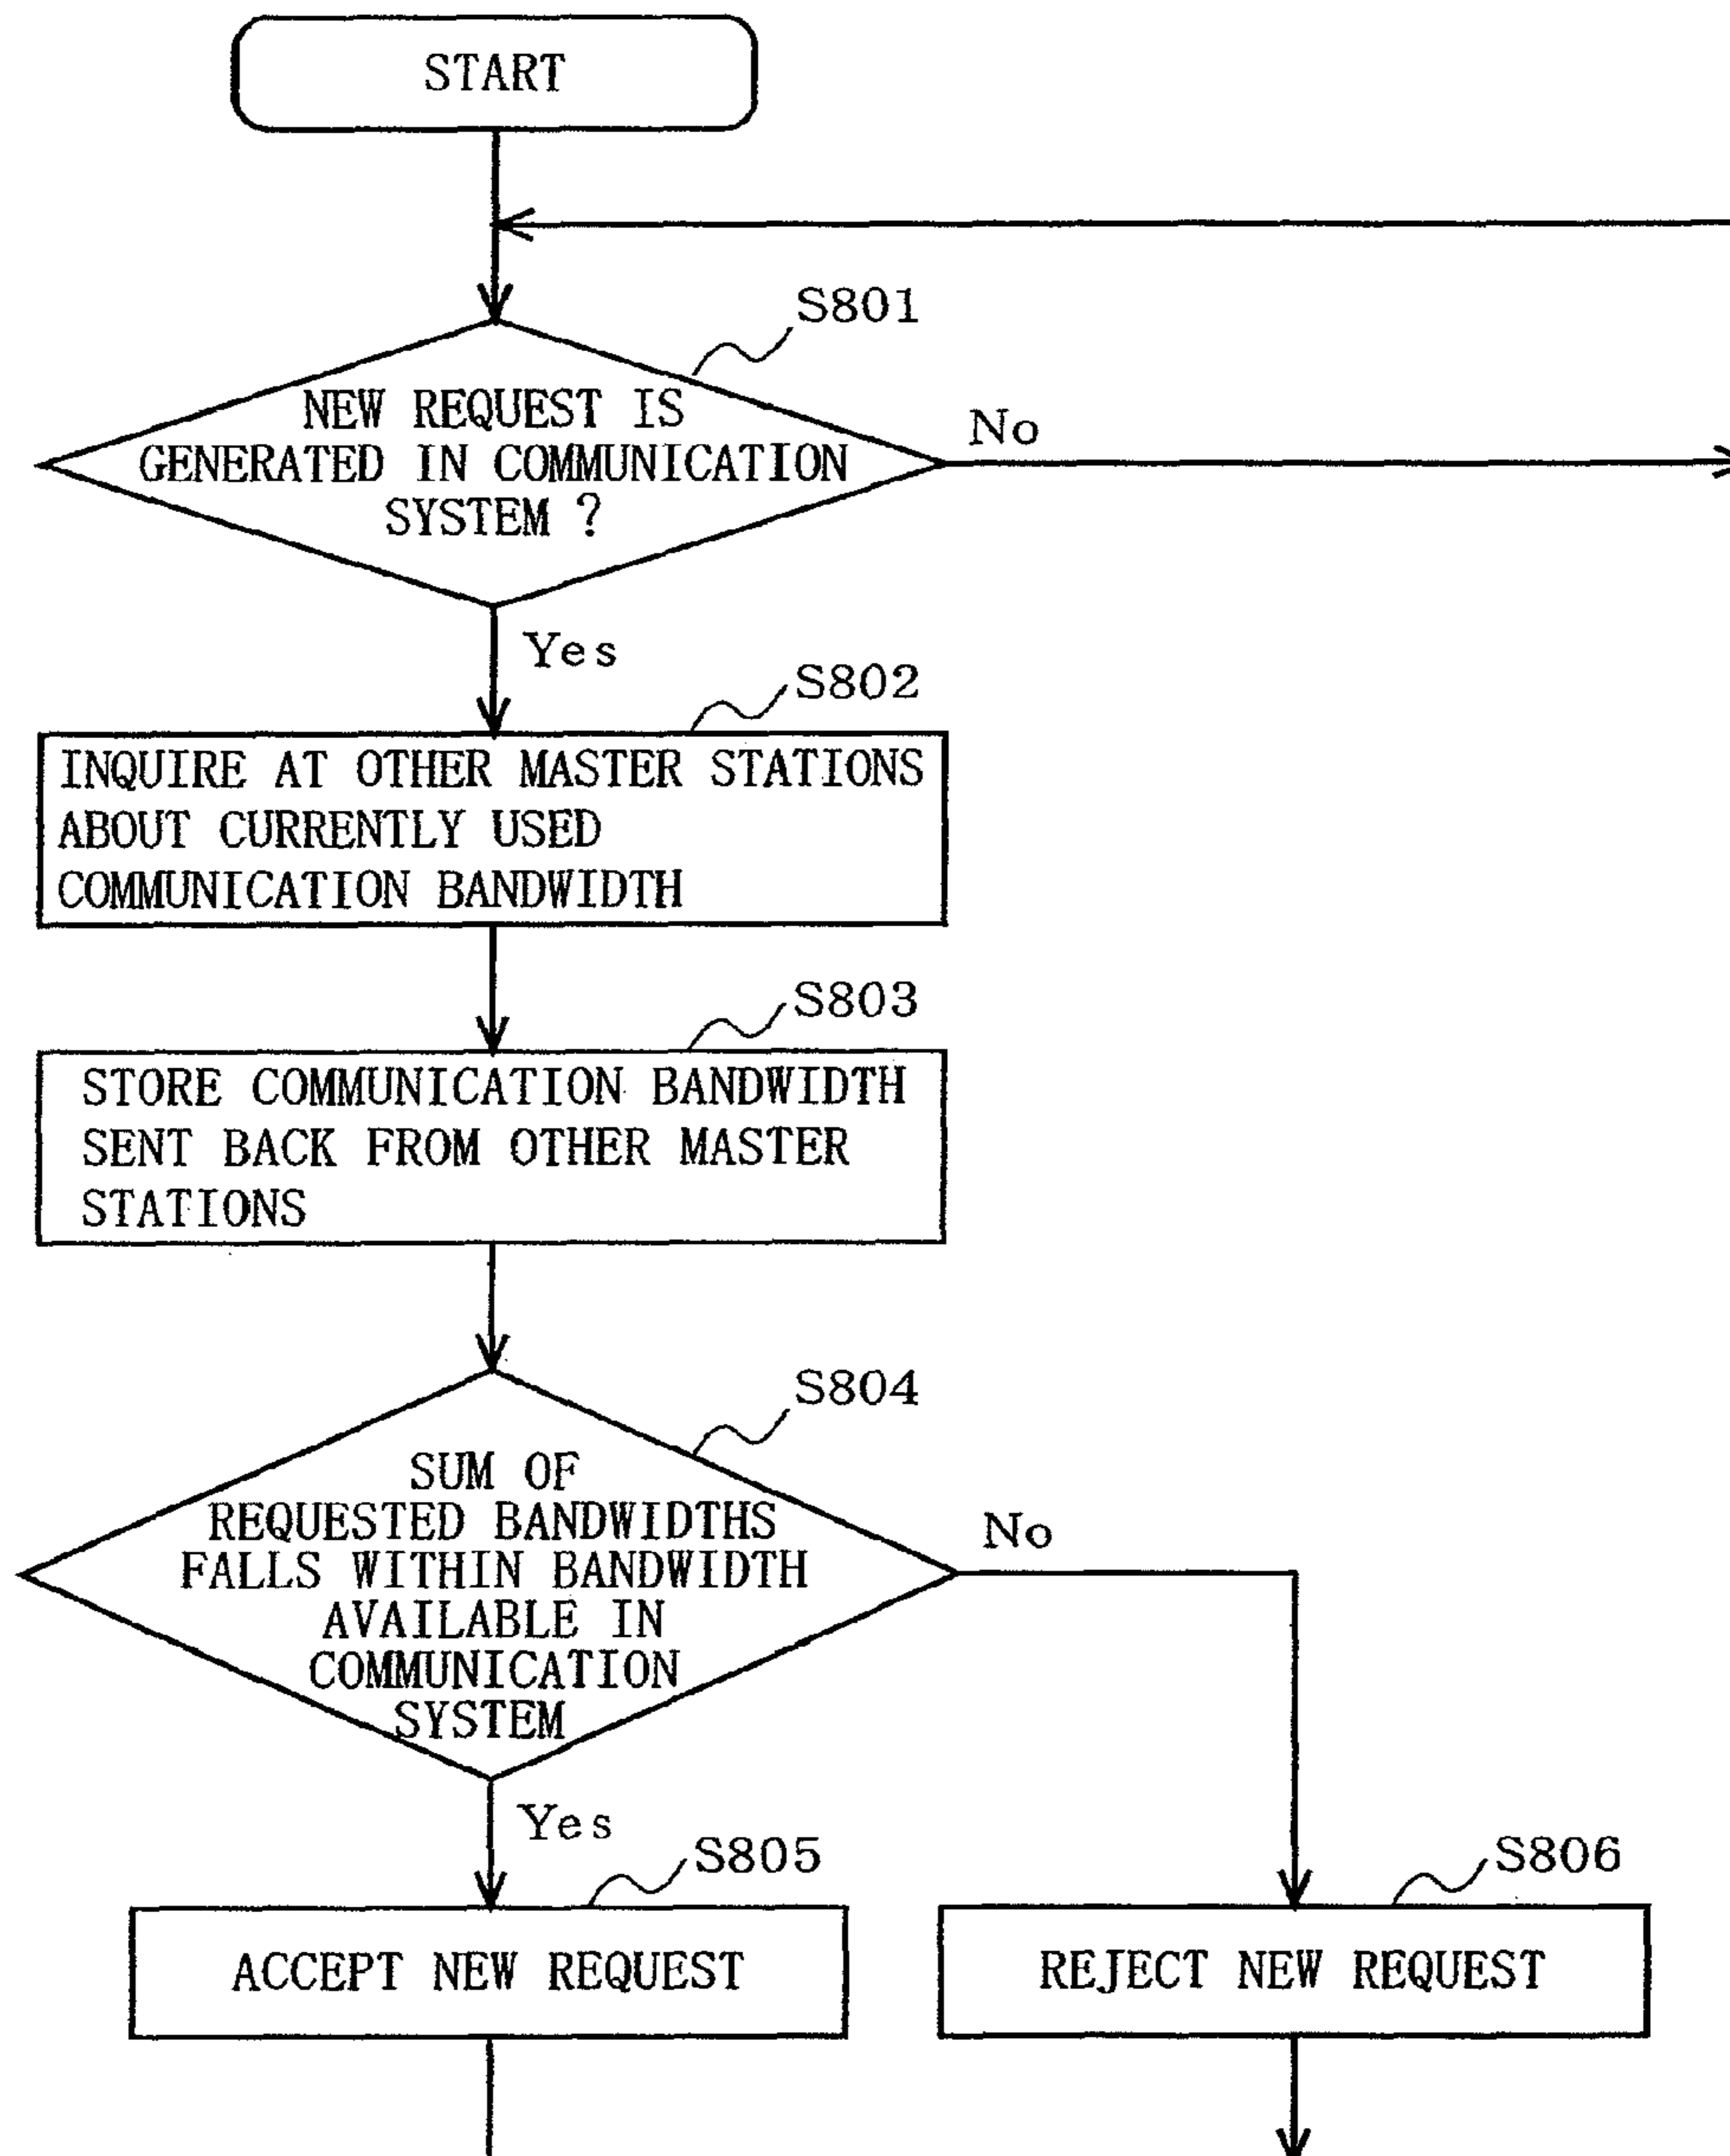 START
S801
NEW REQUEST IS
GENERATED IN COMMUNICATION
SYSTEM ?
No
Yes
S802
INQUIRE AT OTHER MASTER STATIONS
ABOUT CURRENTLY USED
COMMUNICATION BANDWIDTH
S803
STORE COMMUNICATION BANDWIDTH
SENT BACK FROM OTHER MASTER
STATIONS
S804
SUM OF
REQUESTED BANDWIDTHS
FALLS WITHIN BANDWIDTH
AVAILABLE IN
COMMUNICATION
SYSTEM
No
Yes
S805
S806
ACCEPT NEW REQUEST
REJECT NEW REQUEST